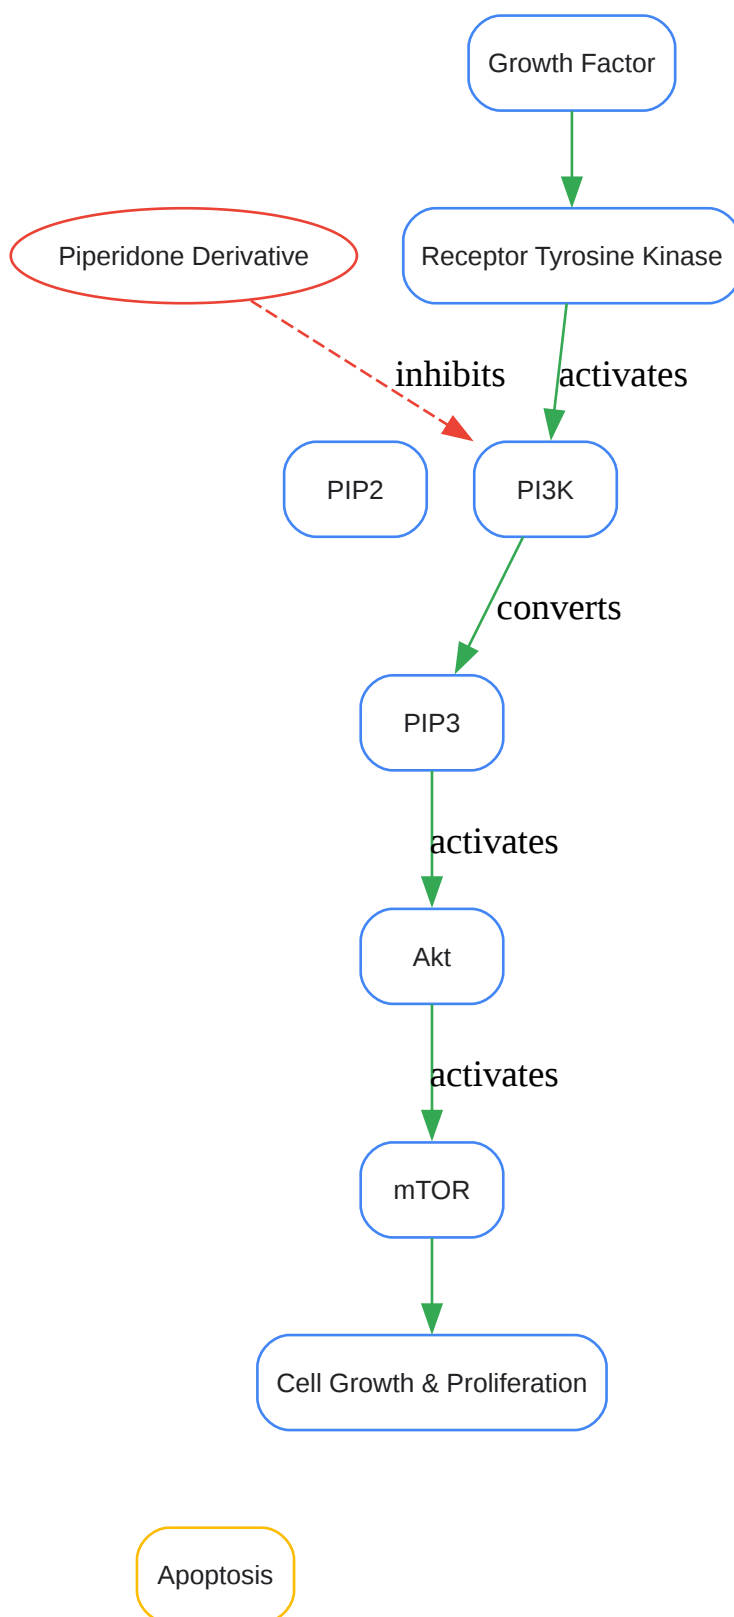 Growth Factor
Piperidone Derivative
Receptor Tyrosine Kinase
inhibits
activates
PIP2
PI3K
converts
PIP3
activates
Akt
activates
mTOR
Cell Growth & Proliferation
Apoptosis